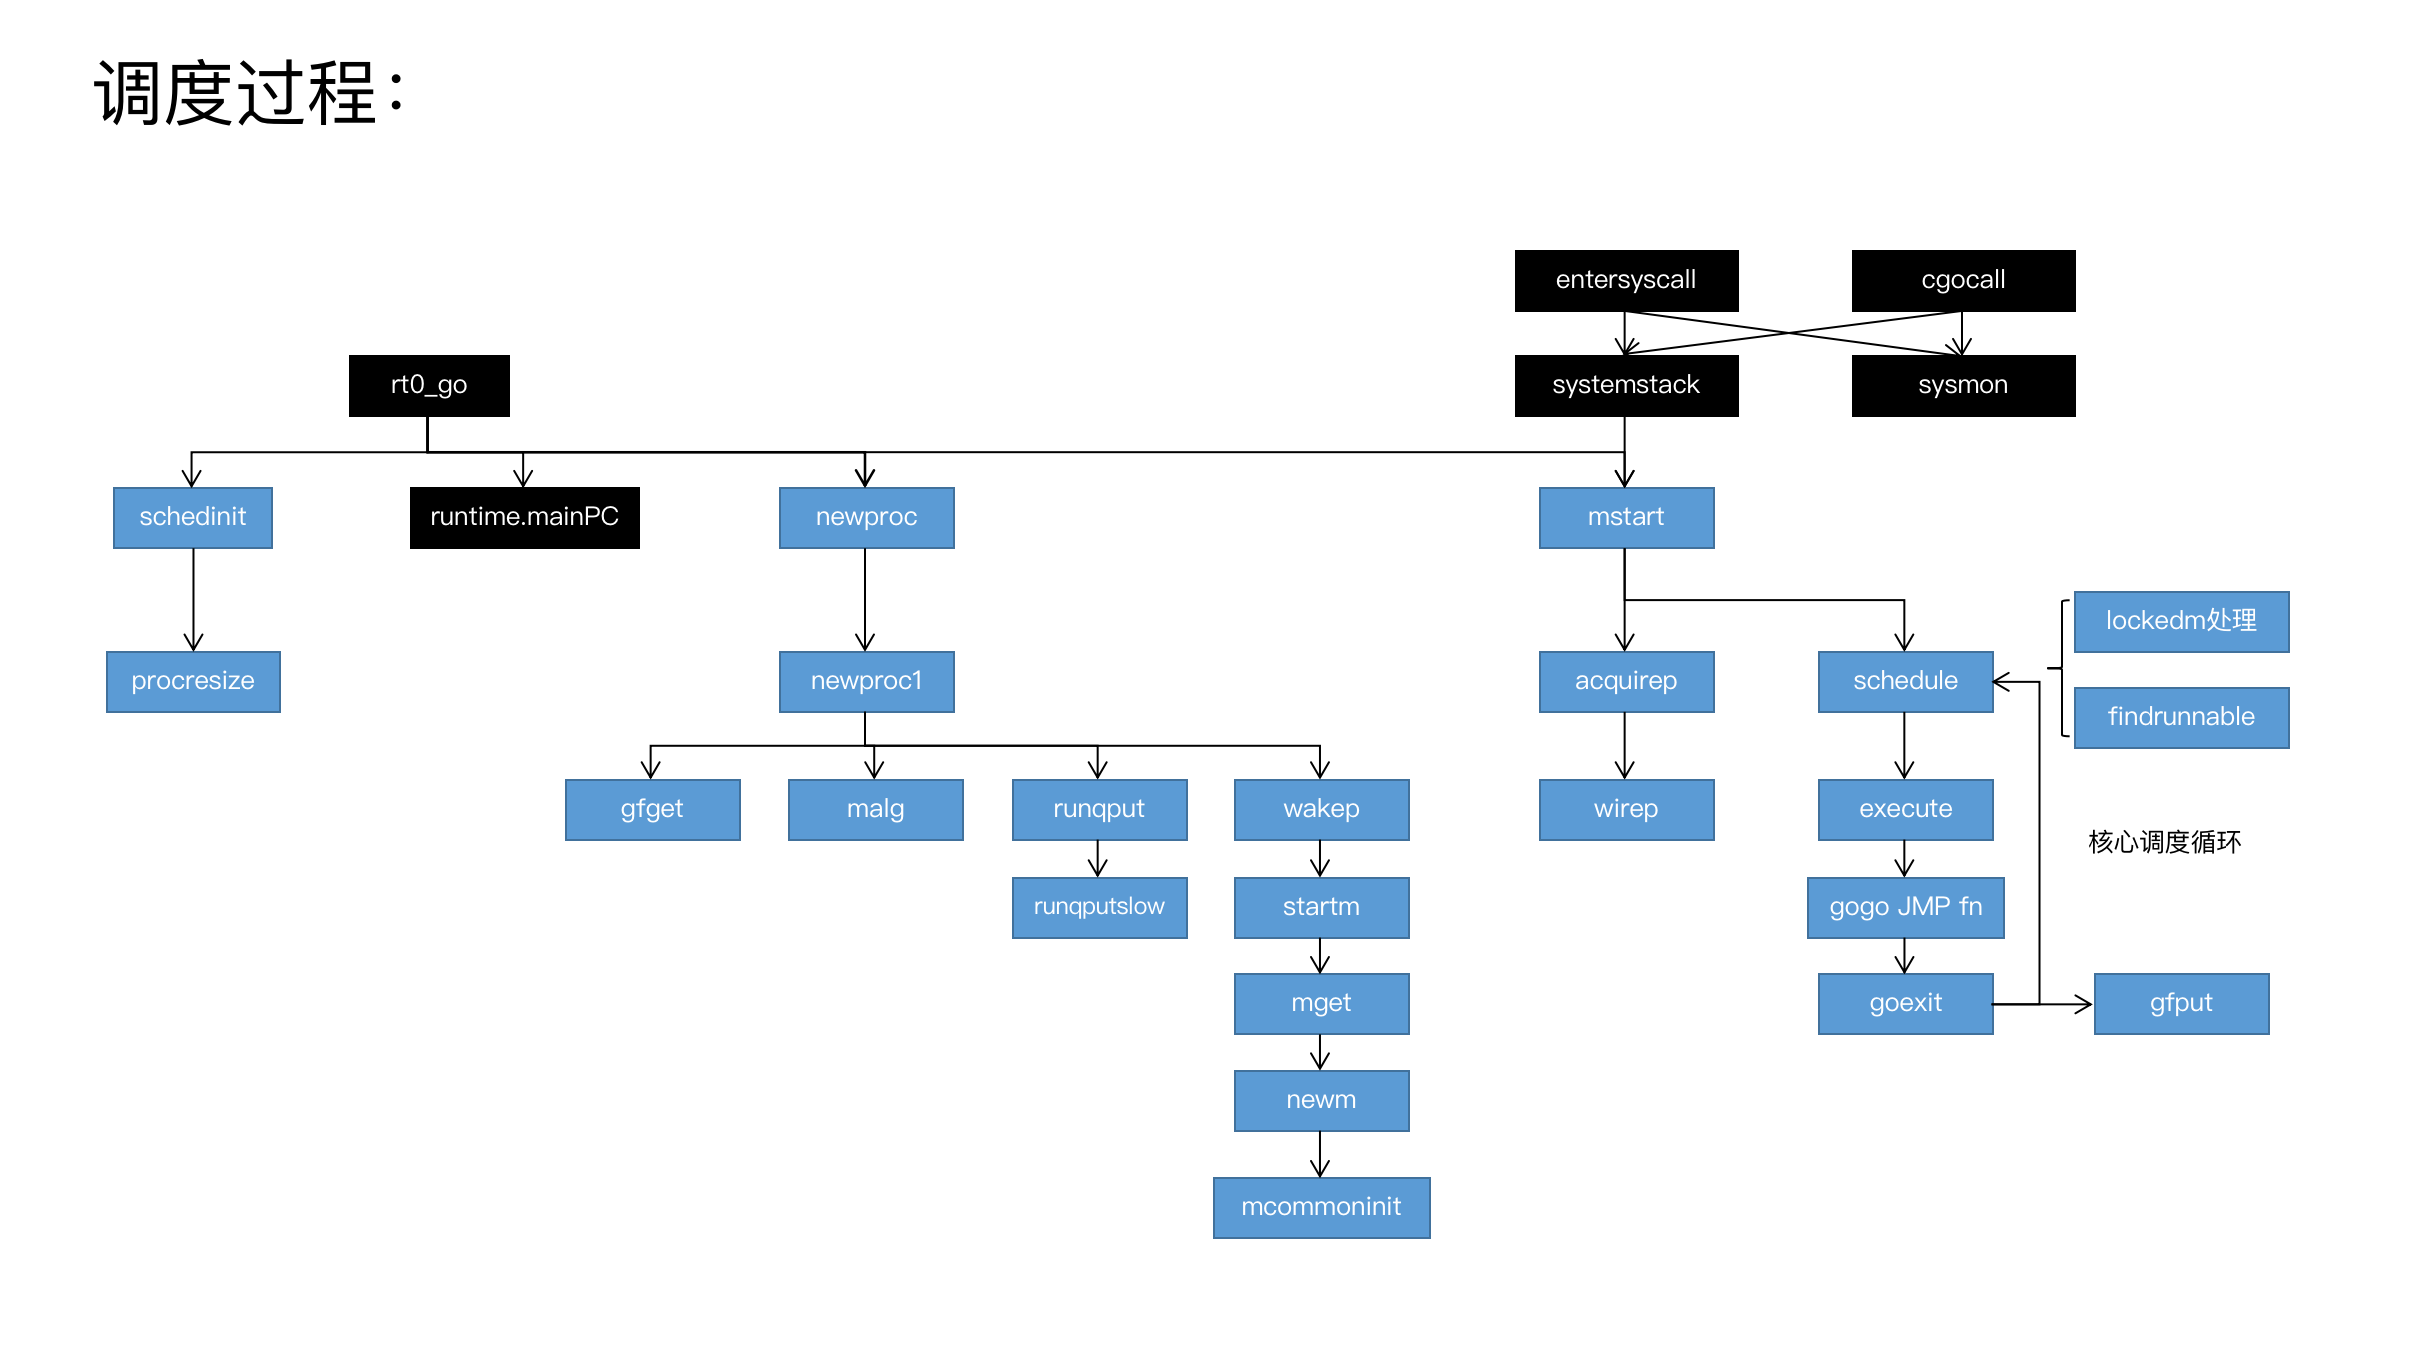 调度过程：
entersyscall
cgocall
rt0_go
systemstack
sysmon
schedinit
runtime.mainPC
newproc
mstart
lockedm处理
procresize
newproc1
acquirep
schedule
findrunnable
gfget
malg
runqput
wakep
wirep
execute
核心调度循环
runqputslow
startm
gogo JMP fn
mget
goexit
gfput
newm
mcommoninit